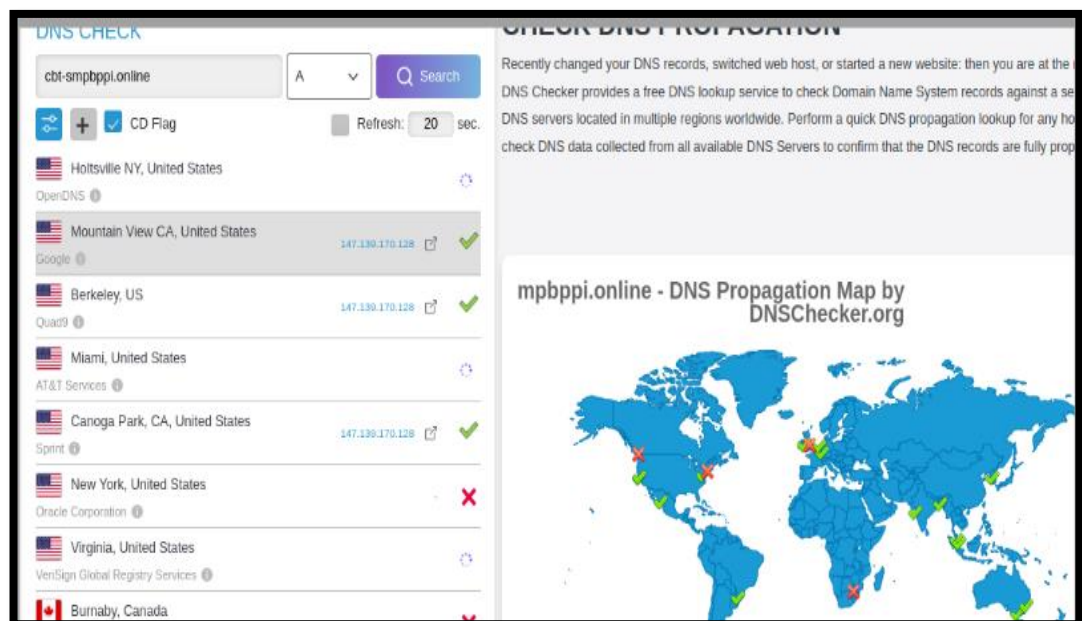 DNS CHECK
cbt-smpbppi.online
A
Search
CD Flag
Refresh: 20 sec.
Holtsville NY, United States
OpenDNS
Mountain View CA, United States
Google
147.139.170.128
Berkeley, US
Quad9
147.139.170.128
Miami, United States
AT&T Services
Canoga Park, CA, United States
Sprint
147.139.170.128
New York, United States
Oracle Corporation
Virginia, United States
VeriSign Global Registry Services
Burnaby, Canada
CHECK DNS PROPAGATION
Recently changed your DNS records, switched web host, or started a new website: then you are at the
DNS Checker provides a free DNS lookup service to check Domain Name System records against a se
DNS servers located in multiple regions worldwide. Perform a quick DNS propagation lookup for any ho
check DNS data collected from all available DNS Servers to confirm that the DNS records are fully prop
mpbppi.online - DNS Propagation Map by
DNSChecker.org